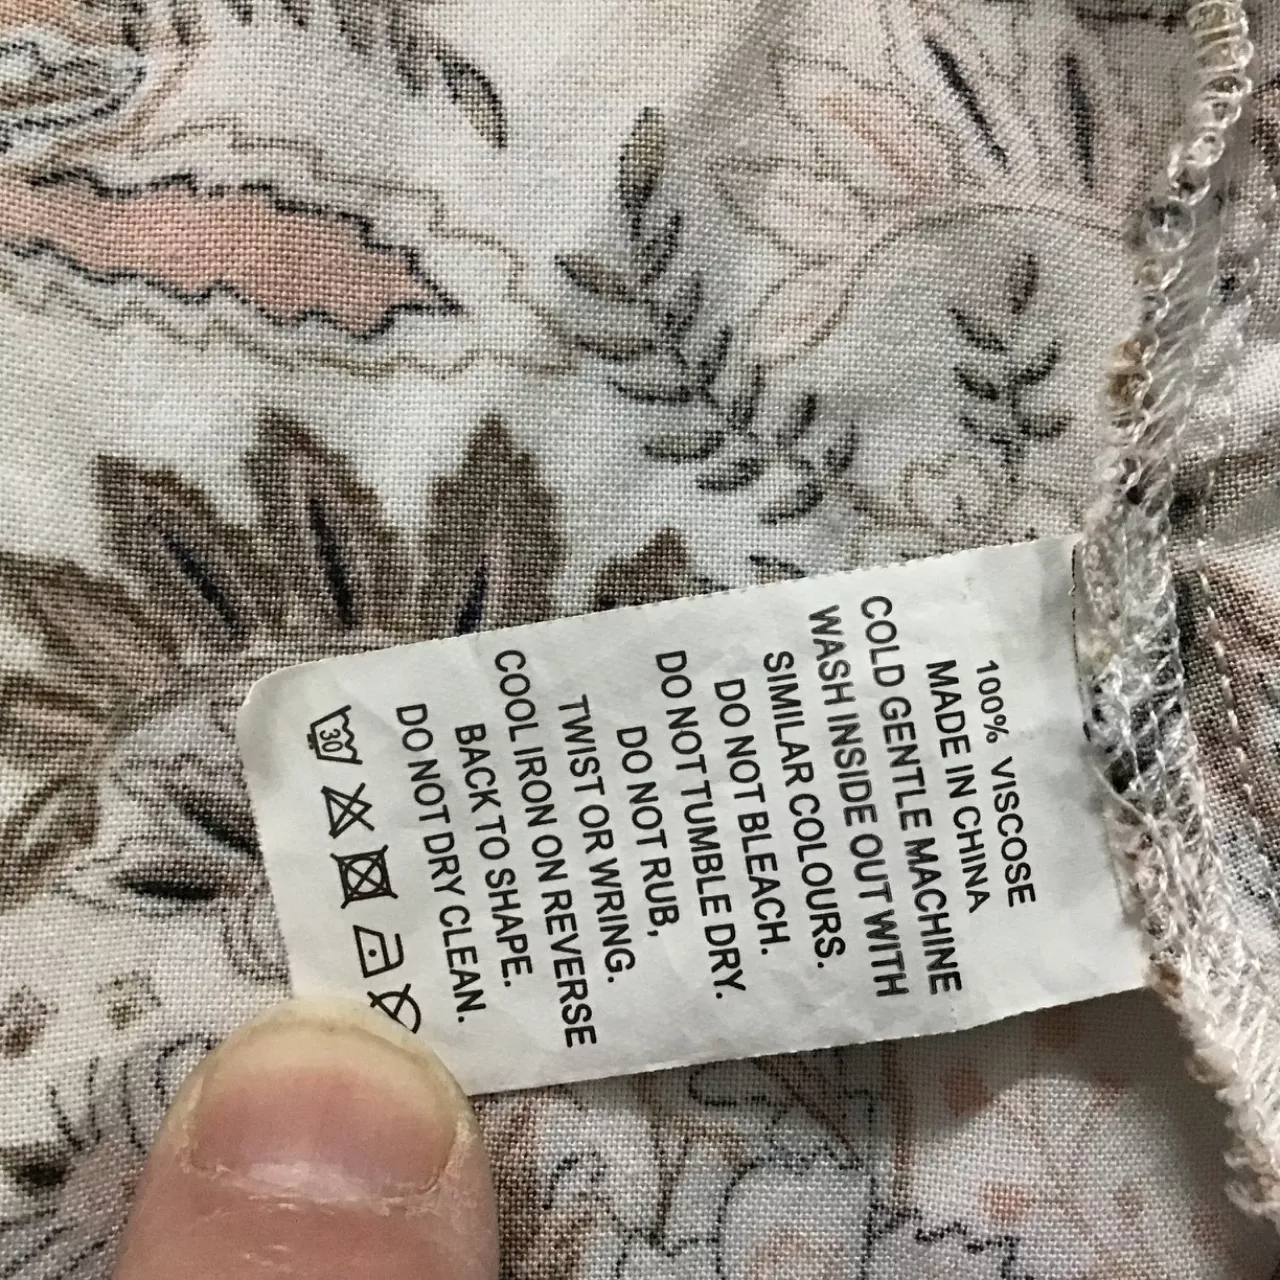 100% VISCOSE
MADE IN CHINA
COLD GENTLE MACHINE
WASH INSIDE OUT WITH
SIMILAR COLOURS.
DO NOT BLEACH.
DO NOT TUMBLE DRY.
DO NOT RUB,
TWIST OR WRING.
COOL IRON ON REVERSE
BACK TO SHAPE.
DO NOT DRY CLEAN.
30